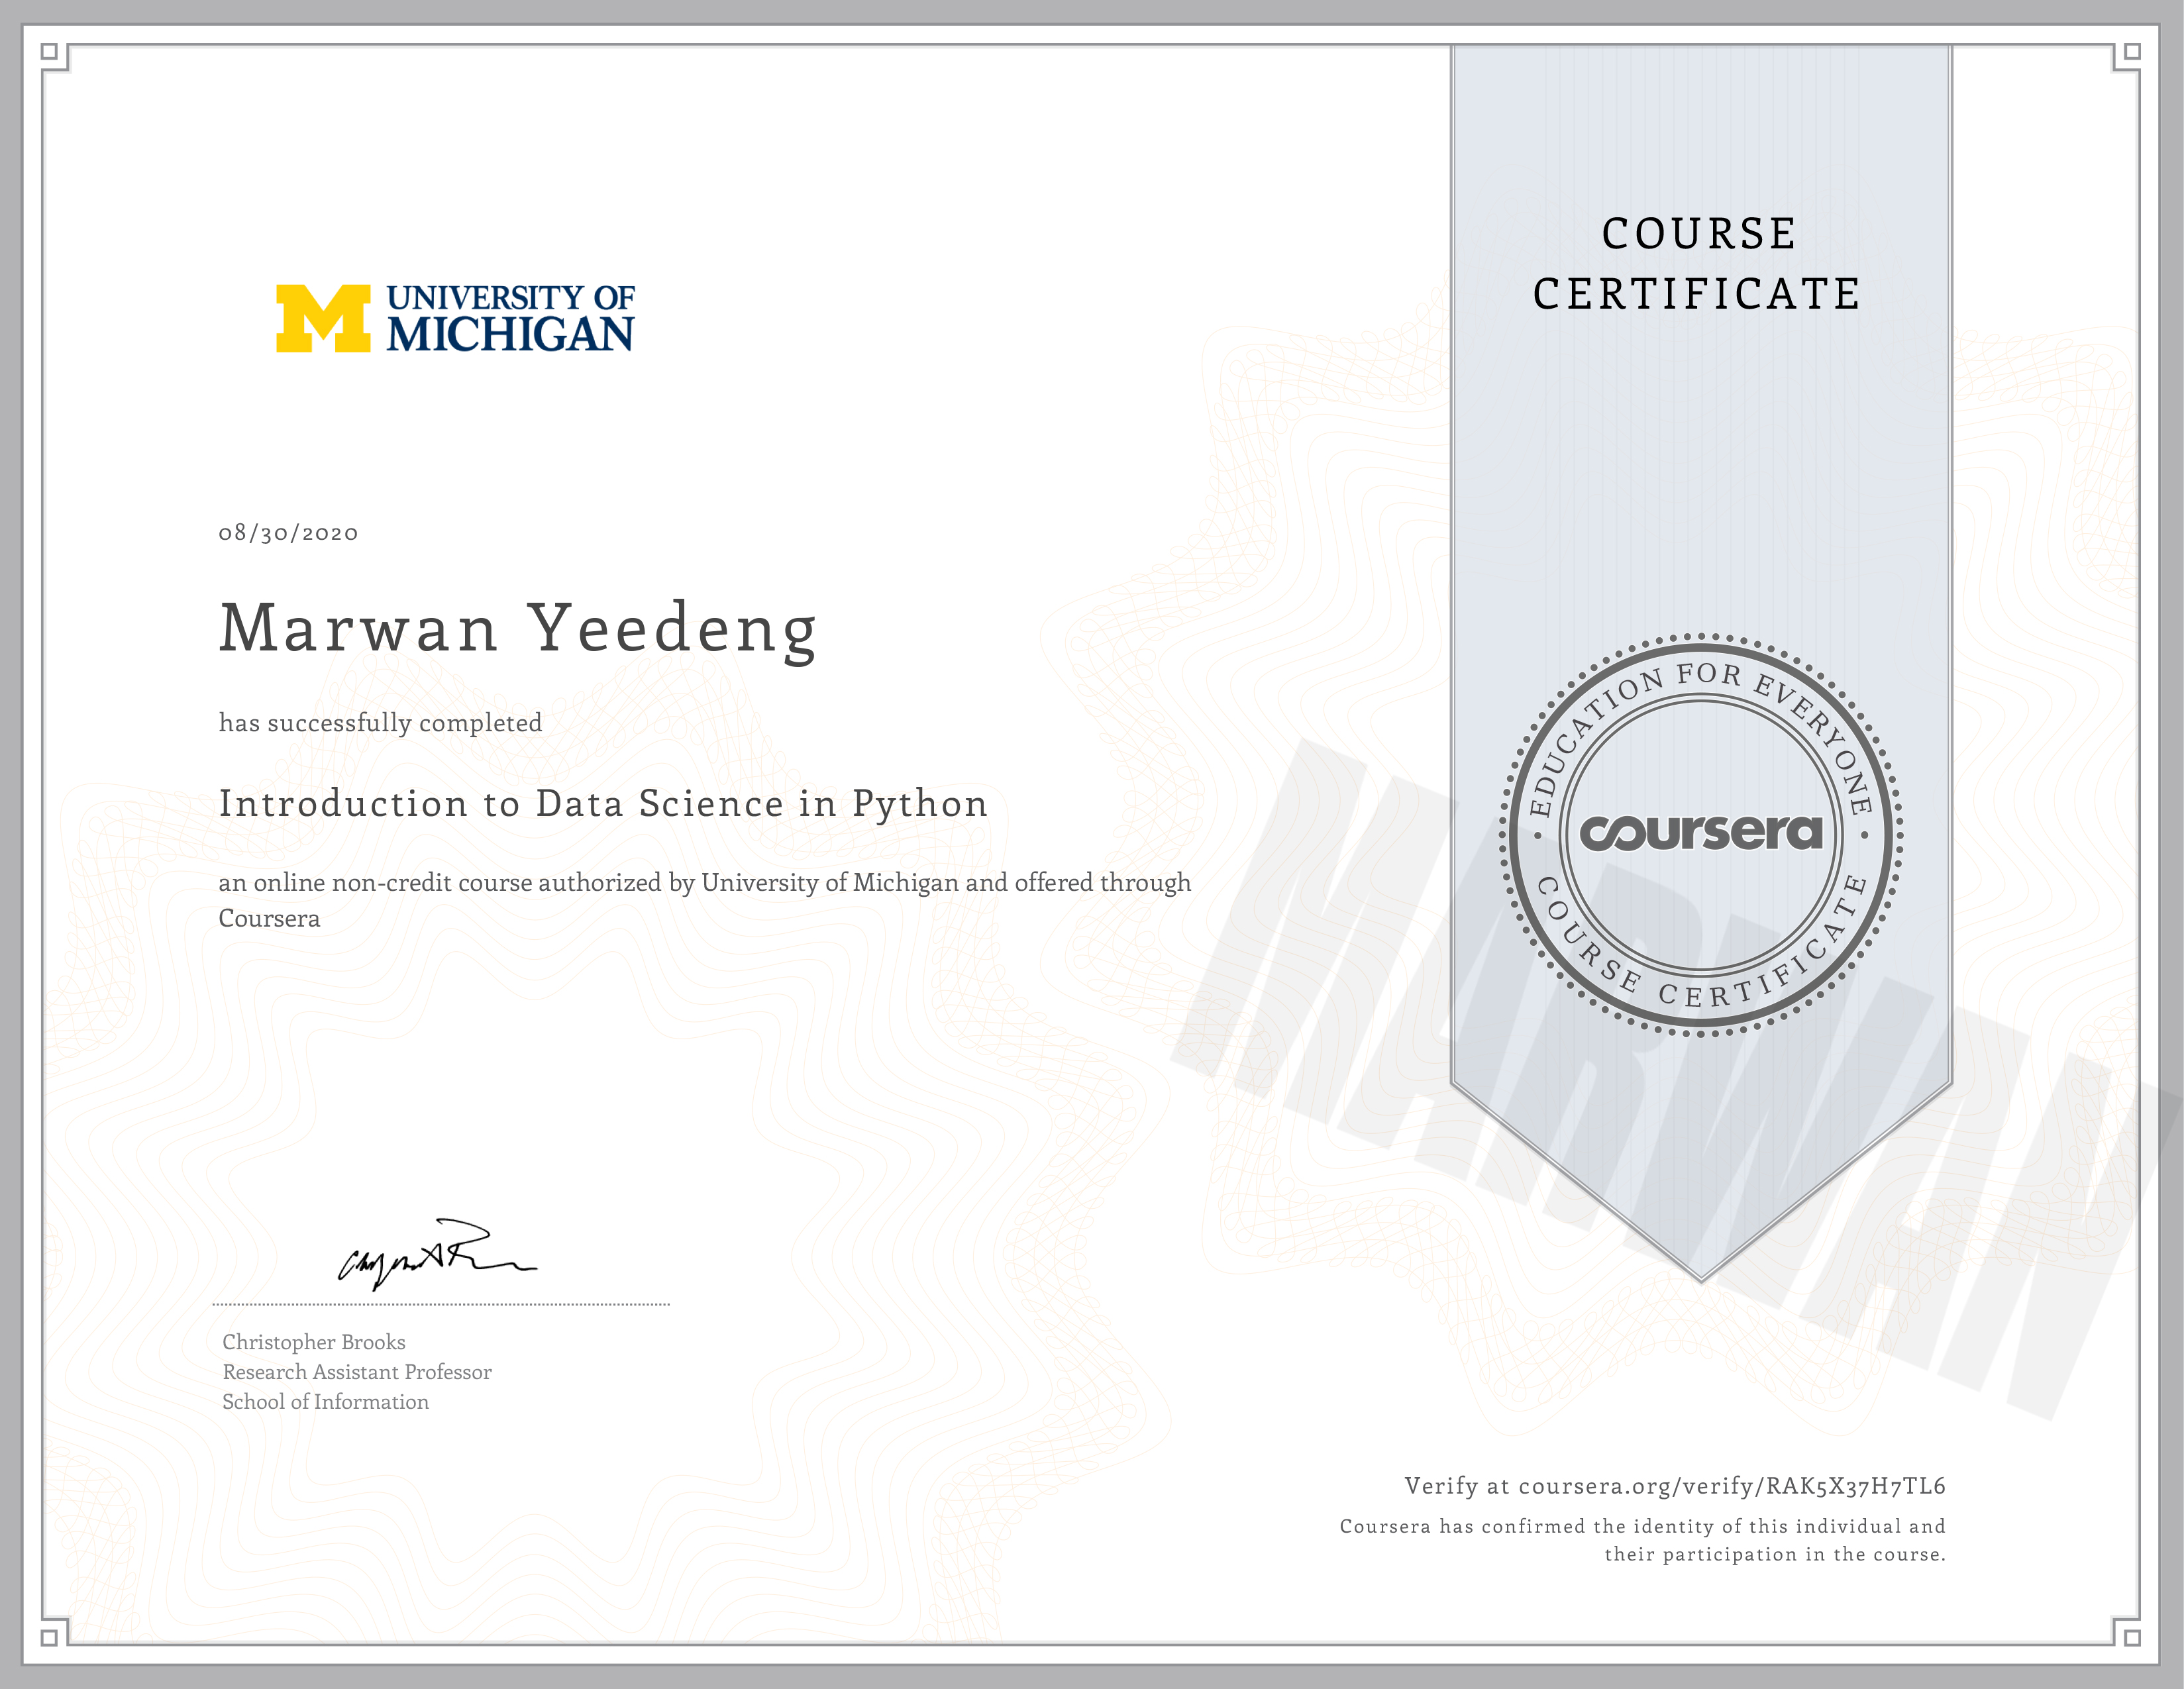 UNIVERSITY OF
MICHIGAN
COURSE
CERTIFICATE
08/30/2020
Marwan Yeedeng
has successfully completed
Introduction to Data Science in Python
an online non-credit course authorized by University of Michigan and offered through
Coursera
EDUCATION FOR EVERYONE
coursera
COURSE CERTIFICATE
MARWAN
Christopher Brooks
Research Assistant Professor
School of Information
Verify at coursera.org/verify/RAK5X37H7TL6
Coursera has confirmed the identity of this individual and
their participation in the course.